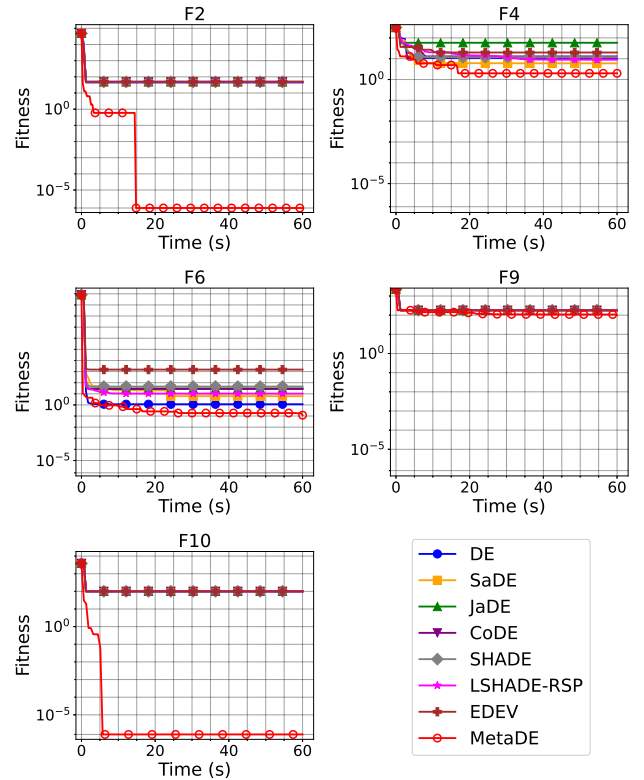 F2
F4
Fitness
10^0
10^-5
0 20 40 60
Time (s)
Fitness
10^0
10^-5
0 20 40 60
Time (s)
F6
F9
Fitness
10^0
10^-5
0 20 40 60
Time (s)
Fitness
10^0
10^-5
0 20 40 60
Time (s)
F10
Fitness
10^0
10^-5
0 20 40 60
Time (s)
DE
SaDE
JaDE
CoDE
SHADE
LSHADE-RSP
EDEV
MetaDE